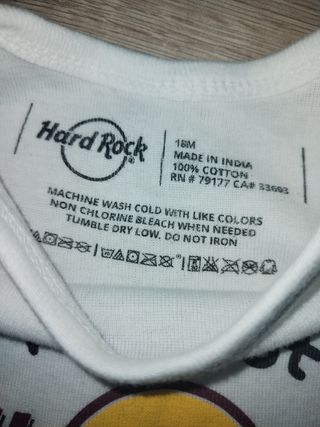 Hard Rock®
18M
MADE IN INDIA
100% COTTON
RN # 79177 CA# 33603
MACHINE WASH COLD WITH LIKE COLORS
NON CHLORINE BLEACH WHEN NEEDED
TUMBLE DRY LOW. DO NOT IRON